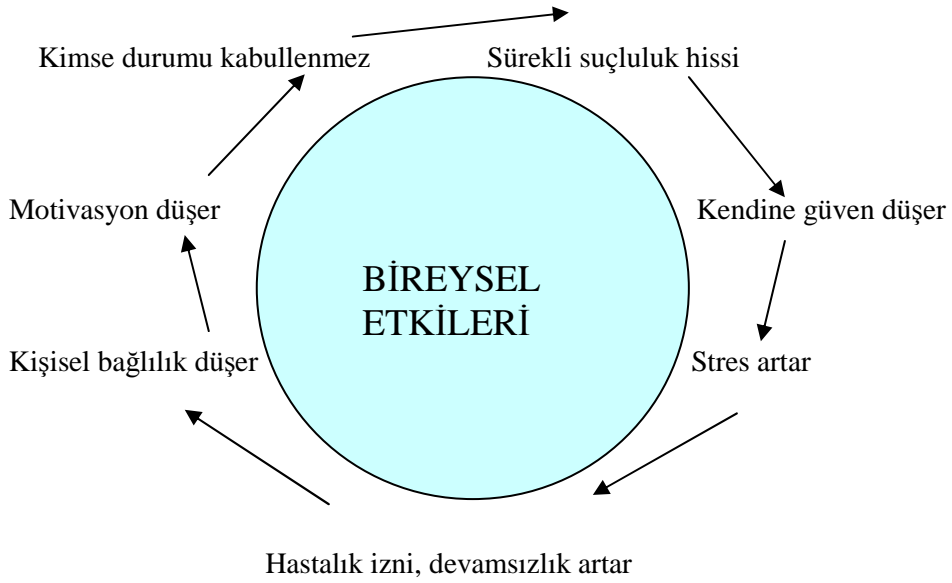 Kimse durumu kabullenmez
Sürekli suçluluk hissi
Motivasyon düşer
Kendine güven düşer
BİREYSEL
ETKİLERİ
Kişisel bağlılık düşer
Stres artar
Hastalık izni, devamsızlık artar